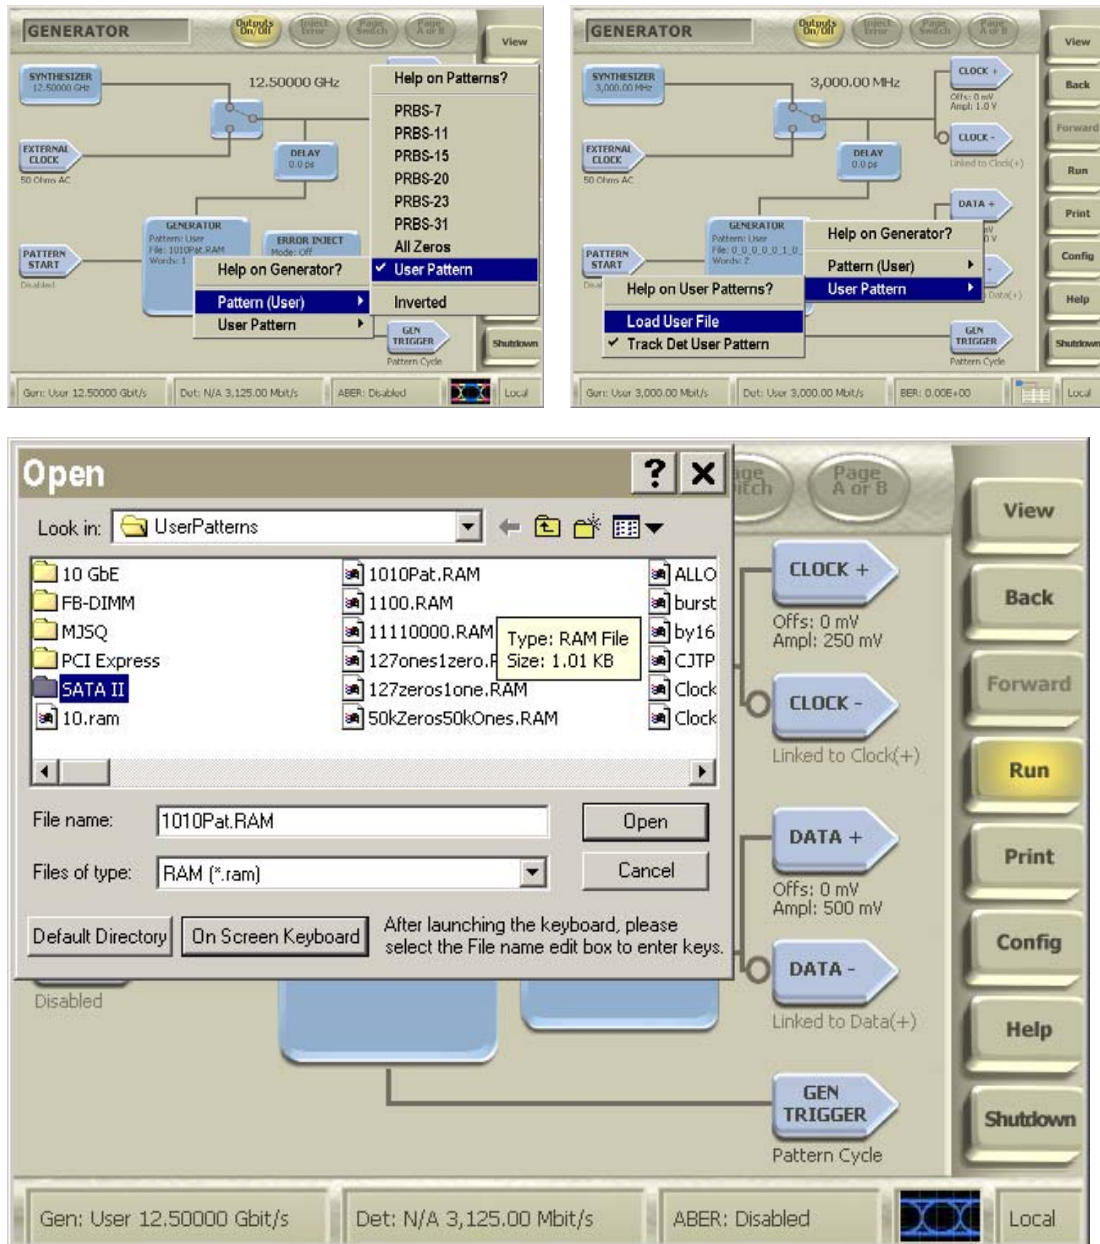 GENERATOR
Outputs On/Off
Inject Error
Page Switch
Page A or B
View
SYNTHESIZER
12.50000 GHz
12.50000 GHz
EXTERNAL CLOCK
50 Ohms AC
DELAY
0.0 ps
GENERATOR
Pattern: User
File: 1010Pat.RAM
Words: 1
ERROR INJECT
Mode: Off
PATTERN START
Disabled
Help on Generator?
Pattern (User)
User Pattern
Help on Patterns?
PRBS-7
PRBS-11
PRBS-15
PRBS-20
PRBS-23
PRBS-31
All Zeros
User Pattern
Inverted
GEN TRIGGER
Pattern Cycle
Shutdown
Gen: User 12.50000 Gbit/s
Det: N/A 3,125.00 Mbit/s
ABER: Disabled
Local
GENERATOR
Outputs On/Off
Inject Error
Page Switch
Page A or B
View
Back
Forward
Run
Print
Config
Help
Shutdown
SYNTHESIZER
3,000.00 MHz
3,000.00 MHz
CLOCK +
Offs: 0 mV
Ampl: 1.0 V
CLOCK -
Linked to Clock(+)
EXTERNAL CLOCK
50 Ohms AC
DELAY
0.0 ps
DATA +
GENERATOR
Pattern: User
File: 0_0_0_0_0_1_0_
Words: 2
PATTERN START
Help on Generator?
Pattern (User)
User Pattern
Help on User Patterns?
Load User File
Track Det User Pattern
Data(+)
GEN TRIGGER
Pattern Cycle
Gen: User 3,000.00 Mbit/s
Det: User 3,000.00 Mbit/s
BER: 0.00E+00
Local
Open
Look in: UserPatterns
10 GbE
FB-DIMM
MJSQ
PCI Express
SATA II
10.ram
1010Pat.RAM
1100.RAM
11110000.RAM
127ones1zero.R
127zeros1one.RAM
50kZeros50kOnes.RAM
ALLO
burst
by16
CJTP
Clock
Clock
Type: RAM File
Size: 1.01 KB
File name: 1010Pat.RAM
Open
Files of type: RAM (*.ram)
Cancel
Default Directory
On Screen Keyboard
After launching the keyboard, please
select the File name edit box to enter keys.
Page A or B
CLOCK +
Offs: 0 mV
Ampl: 250 mV
CLOCK -
Linked to Clock(+)
DATA +
Offs: 0 mV
Ampl: 500 mV
DATA -
Linked to Data(+)
Disabled
GEN TRIGGER
Pattern Cycle
View
Back
Forward
Run
Print
Config
Help
Shutdown
Gen: User 12.50000 Gbit/s
Det: N/A 3,125.00 Mbit/s
ABER: Disabled
Local